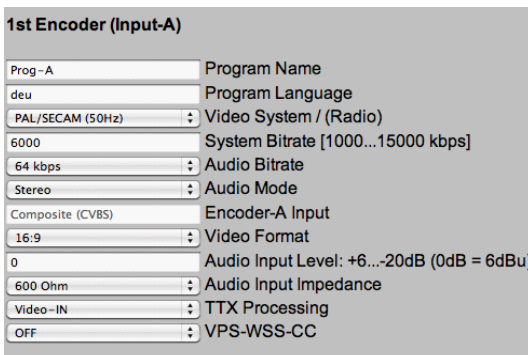 1st Encoder (Input-A)
Prog-A Program Name
deu Program Language
PAL/SECAM (50Hz) Video System / (Radio)
6000 System Bitrate [1000...15000 kbps]
64 kbps Audio Bitrate
Stereo Audio Mode
Composite (CVBS) Encoder-A Input
16:9 Video Format
0 Audio Input Level: +6...-20dB (0dB = 6dBu)
600 Ohm Audio Input Impedance
Video-IN TTX Processing
OFF VPS-WSS-CC